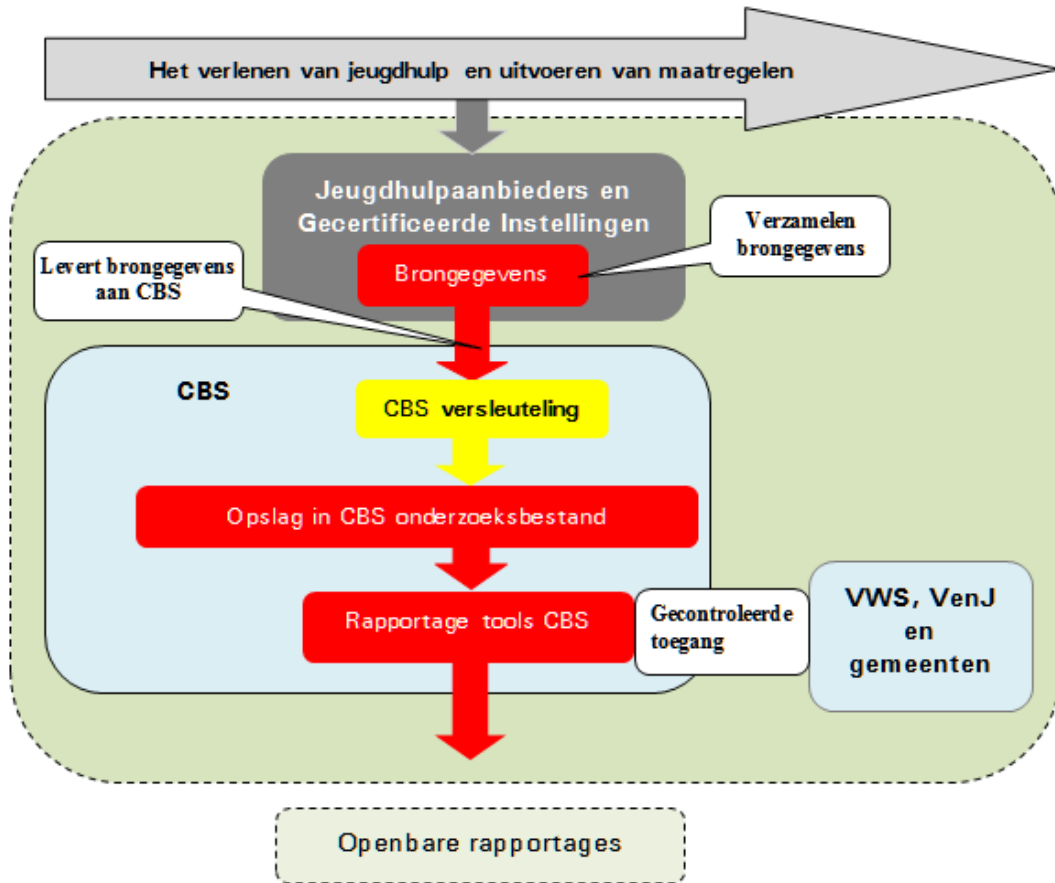 Het verlenen van jeugdhulp en uitvoeren van maatregelen
Jeugdhulpaanbieders en
Gecertificeerde Instellingen
Verzamelen
brongegevens
Levert brongegevens
aan CBS
Brongegevens
CBS
CBS versleuteling
Opslag in CBS onderzoeksbestand
Rapportage tools CBS
Gecontroleerde
toegang
VWS, VenJ
en
gemeenten
Openbare rapportages